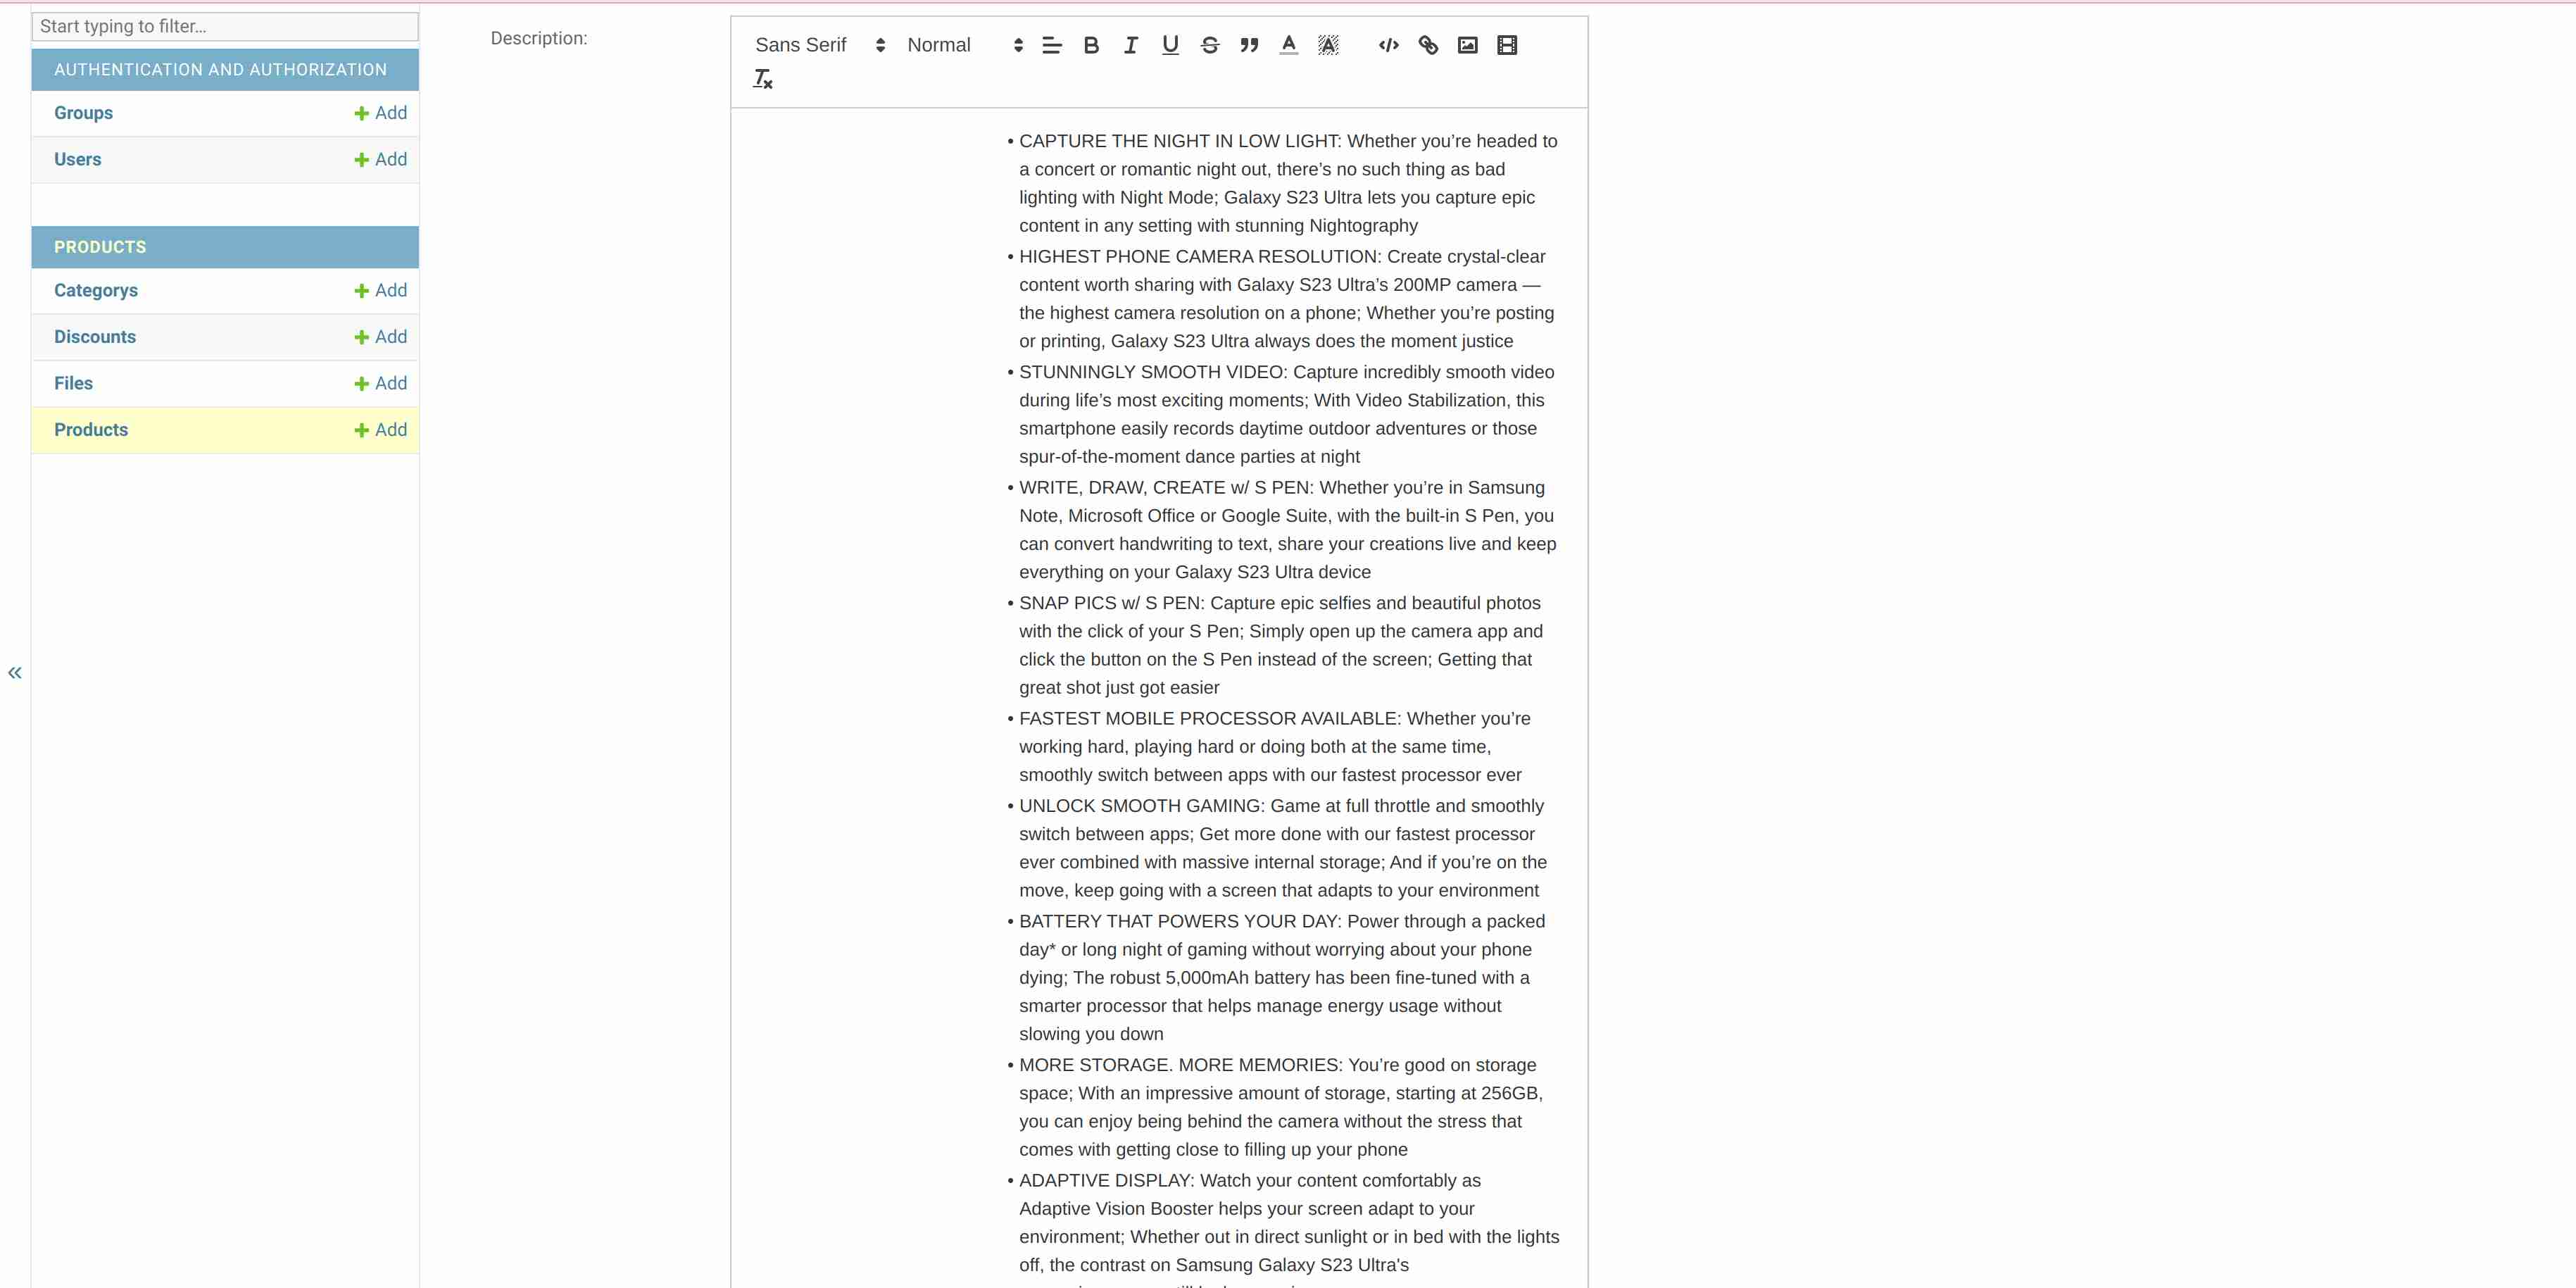 Start typing to filter...
AUTHENTICATION AND AUTHORIZATION
Groups + Add
Users + Add
PRODUCTS
Categorys + Add
Discounts + Add
Files + Add
Products + Add
«
Description:
Sans Serif Normal
• CAPTURE THE NIGHT IN LOW LIGHT: Whether you’re headed to
a concert or romantic night out, there’s no such thing as bad
lighting with Night Mode; Galaxy S23 Ultra lets you capture epic
content in any setting with stunning Nightography
• HIGHEST PHONE CAMERA RESOLUTION: Create crystal-clear
content worth sharing with Galaxy S23 Ultra’s 200MP camera —
the highest camera resolution on a phone; Whether you’re posting
or printing, Galaxy S23 Ultra always does the moment justice
• STUNNINGLY SMOOTH VIDEO: Capture incredibly smooth video
during life’s most exciting moments; With Video Stabilization, this
smartphone easily records daytime outdoor adventures or those
spur-of-the-moment dance parties at night
• WRITE, DRAW, CREATE w/ S PEN: Whether you’re in Samsung
Note, Microsoft Office or Google Suite, with the built-in S Pen, you
can convert handwriting to text, share your creations live and keep
everything on your Galaxy S23 Ultra device
• SNAP PICS w/ S PEN: Capture epic selfies and beautiful photos
with the click of your S Pen; Simply open up the camera app and
click the button on the S Pen instead of the screen; Getting that
great shot just got easier
• FASTEST MOBILE PROCESSOR AVAILABLE: Whether you’re
working hard, playing hard or doing both at the same time,
smoothly switch between apps with our fastest processor ever
• UNLOCK SMOOTH GAMING: Game at full throttle and smoothly
switch between apps; Get more done with our fastest processor
ever combined with massive internal storage; And if you’re on the
move, keep going with a screen that adapts to your environment
• BATTERY THAT POWERS YOUR DAY: Power through a packed
day* or long night of gaming without worrying about your phone
dying; The robust 5,000mAh battery has been fine-tuned with a
smarter processor that helps manage energy usage without
slowing you down
• MORE STORAGE. MORE MEMORIES: You’re good on storage
space; With an impressive amount of storage, starting at 256GB,
you can enjoy being behind the camera without the stress that
comes with getting close to filling up your phone
• ADAPTIVE DISPLAY: Watch your content comfortably as
Adaptive Vision Booster helps your screen adapt to your
environment; Whether out in direct sunlight or in bed with the lights
off, the contrast on Samsung Galaxy S23 Ultra's